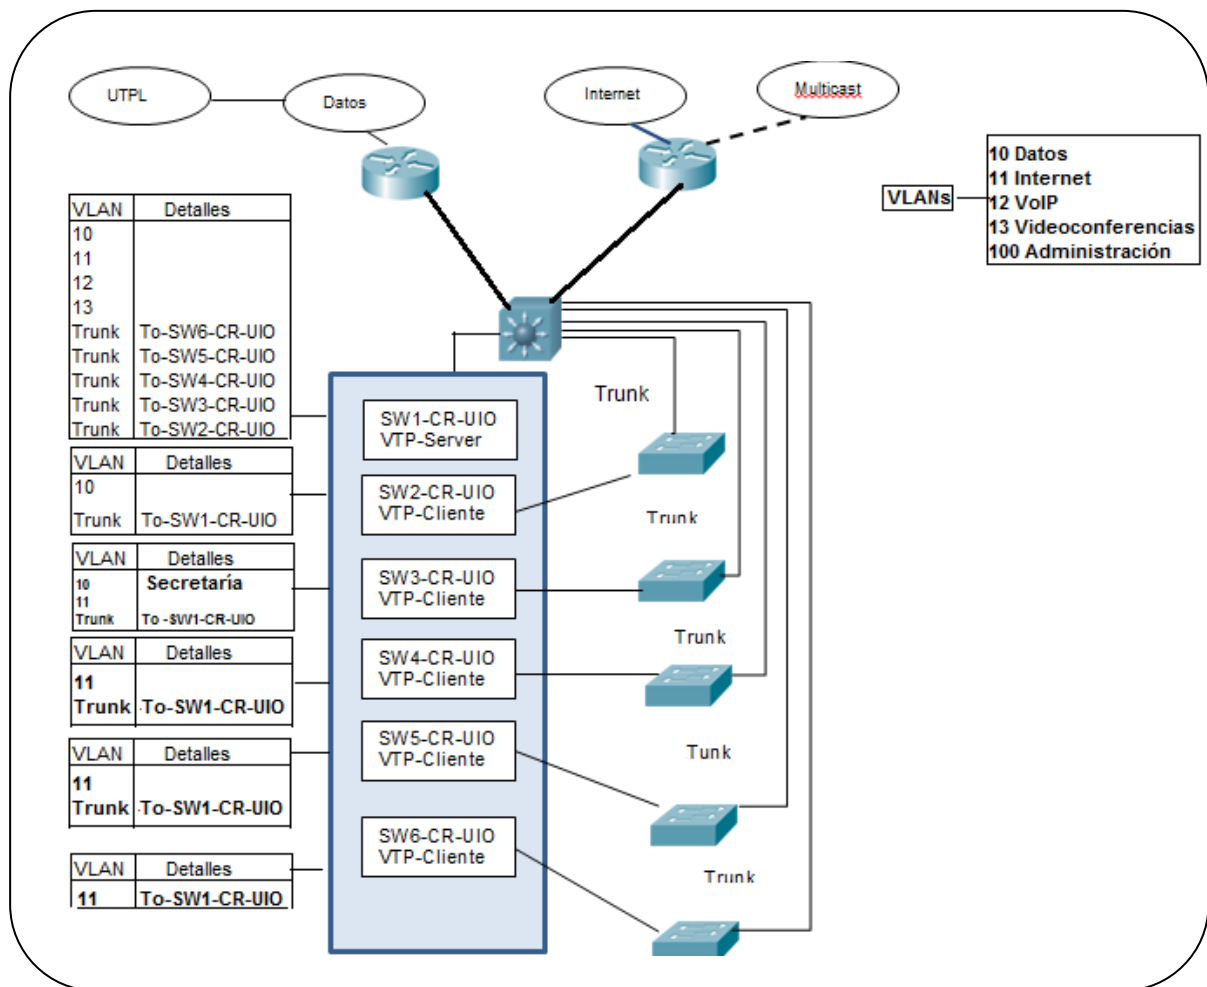 UTPL
Datos
Internet
Multicast
10 Datos
11 Internet
12 VoIP
13 Videoconferencias
100 Administración
VLANs
VLAN Detalles
10
11
12
13
Trunk To-SW6-CR-UIO
Trunk To-SW5-CR-UIO
Trunk To-SW4-CR-UIO
Trunk To-SW3-CR-UIO
Trunk To-SW2-CR-UIO
VLAN Detalles
10
Trunk To-SW1-CR-UIO
VLAN Detalles
10 Secretaría
11
Trunk To -SW1-CR-UIO
VLAN Detalles
11
Trunk To-SW1-CR-UIO
VLAN Detalles
11
Trunk To-SW1-CR-UIO
VLAN Detalles
11 To-SW1-CR-UIO
SW1-CR-UIO
VTP-Server
SW2-CR-UIO
VTP-Cliente
SW3-CR-UIO
VTP-Cliente
SW4-CR-UIO
VTP-Cliente
SW5-CR-UIO
VTP-Cliente
SW6-CR-UIO
VTP-Cliente
Trunk
Trunk
Trunk
Tunk
Trunk